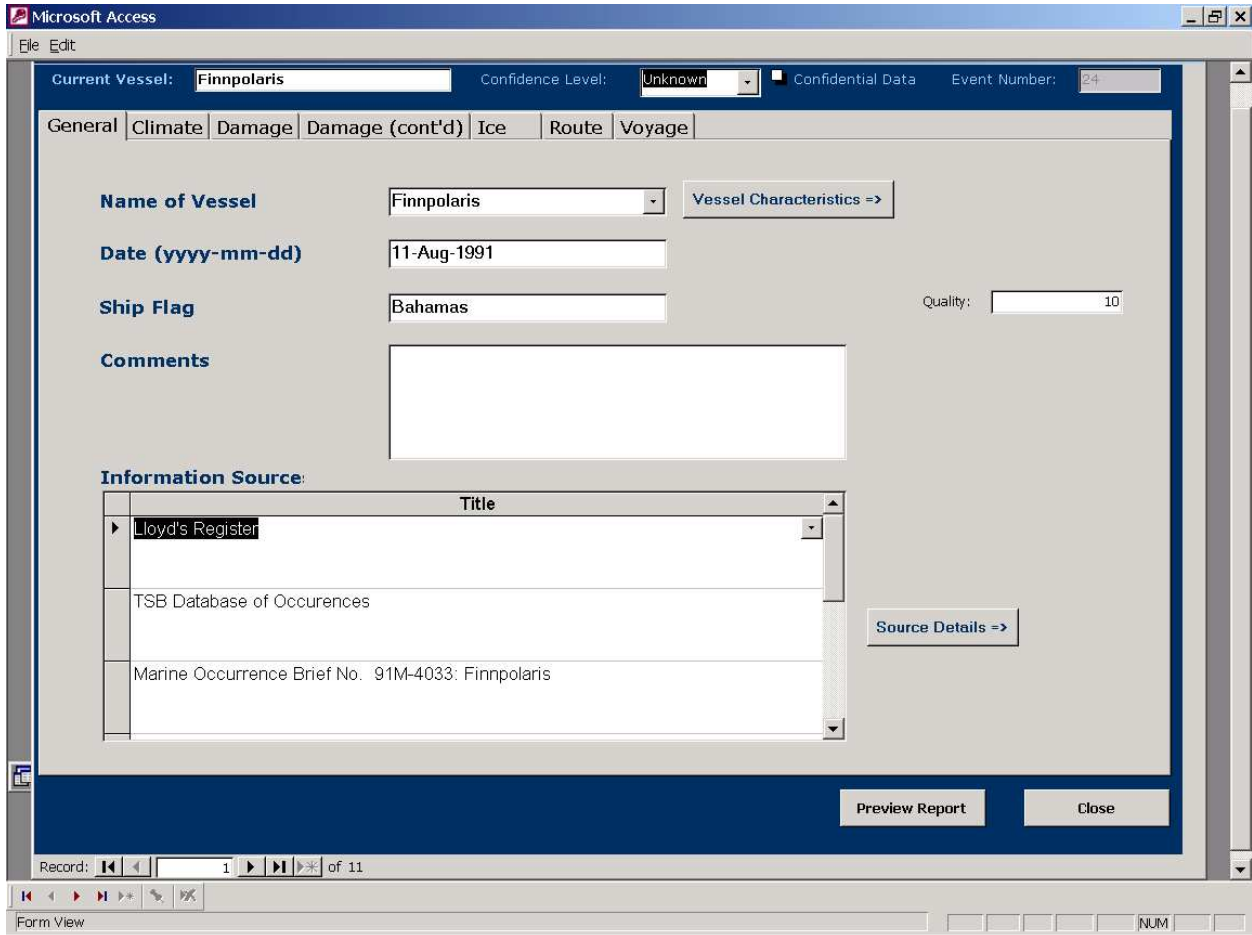 Microsoft Access
File Edit
Current Vessel: Finnpolaris Confidence Level: Unknown Confidential Data Event Number: 24
General Climate Damage Damage (cont'd) Ice Route Voyage
Name of Vessel Finnpolaris Vessel Characteristics =>
Date (yyyy-mm-dd) 11-Aug-1991
Ship Flag Bahamas Quality: 10
Comments
Information Source:
Title
Lloyd's Register
TSB Database of Occurences
Source Details =>
Marine Occurrence Brief No. 91M-4033: Finnpolaris
Preview Report Close
Record: 1 of 11
Form View NUM